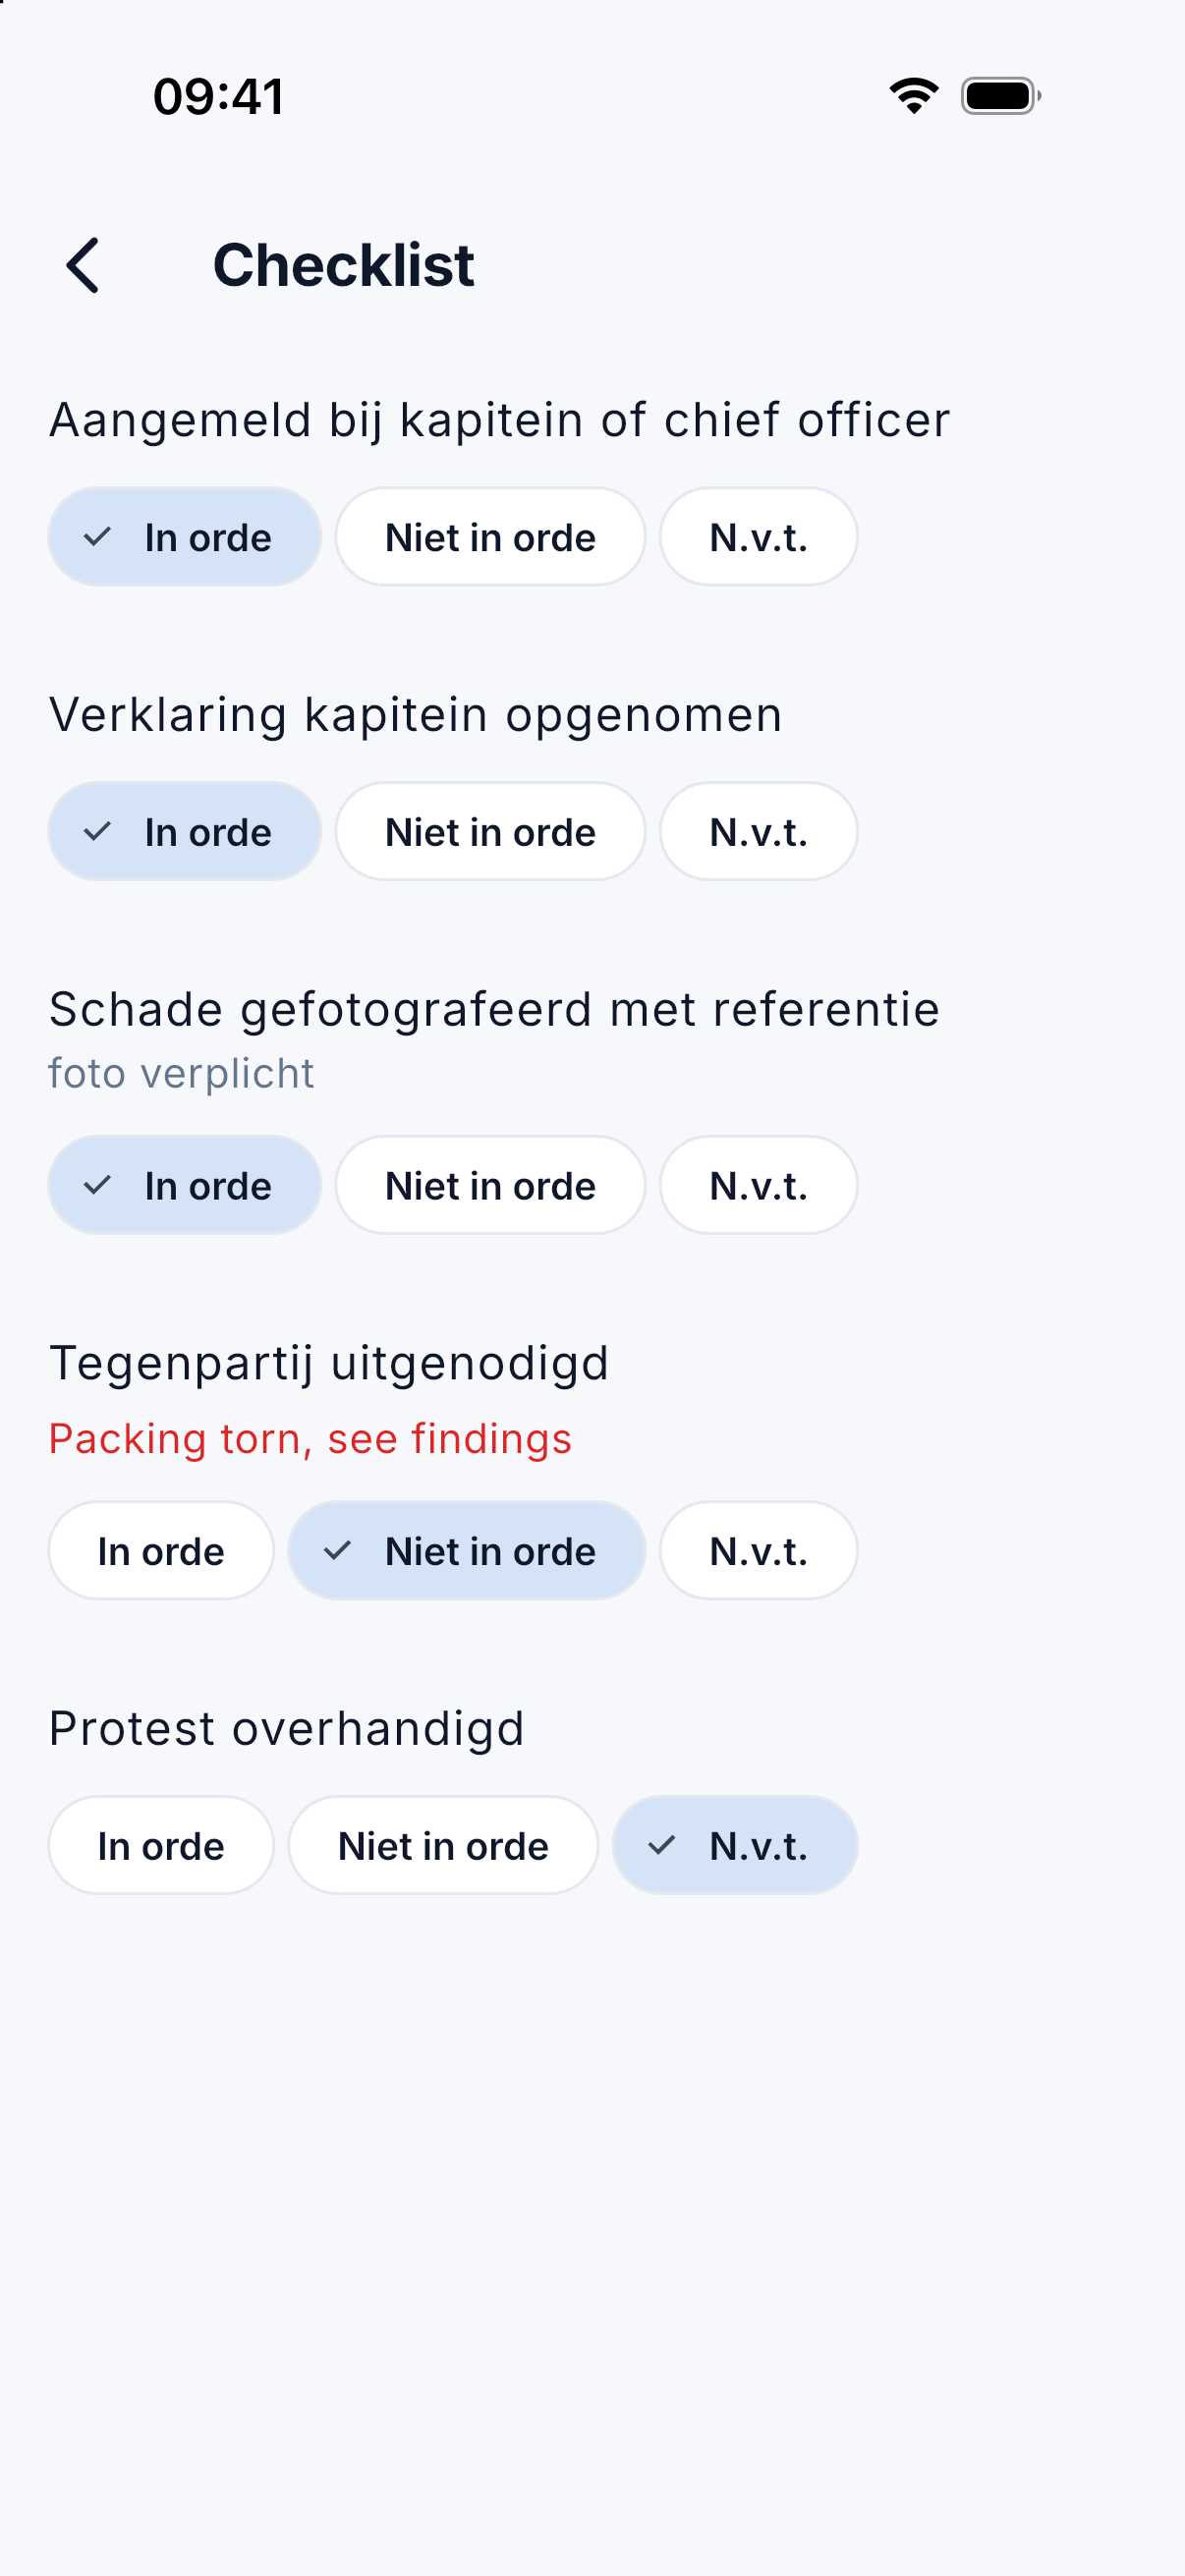 09:41
Checklist
Aangemeld bij kapitein of chief officer
In orde Niet in orde N.v.t.
Verklaring kapitein opgenomen
In orde Niet in orde N.v.t.
Schade gefotografeerd met referentie
foto verplicht
In orde Niet in orde N.v.t.
Tegenpartij uitgenodigd
Packing torn, see findings
In orde Niet in orde N.v.t.
Protest overhandigd
In orde Niet in orde N.v.t.